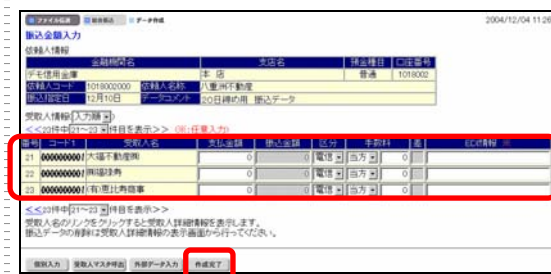 ファイル伝送 総合振込 データ作成 2004/12/04 11:26
振込金額入力
依頼人情報
金融機関名 支店名 預金種目 口座番号
デモ信用金庫 本店 普通 1018002
依頼人コード 1018002000 依頼人名称 八重洲不動産
振込指定日 12月10日 データコメント 20日締め用 振込データ
受取人情報(入力順)
<<23件中21～23件目を表示>> (※:任意入力)
番号 コード1 受取人名 支払金額 振込金額 区分 手数料 差 EDI情報 ※
21 大福不動産㈱ 0 0 電信 当方 0
22 ㈱福禄寿 0 0 電信 当方 0
23 (有)恵比寿商事 0 0 電信 当方 0
<<23件中21～23件目を表示>>
受取人名のリンクをクリックすると受取人詳細情報を表示します。
振込データの削除は受取人詳細情報の表示画面から行ってください。
個別入力 受取人マスタ呼出 外部データ入力 作成完了